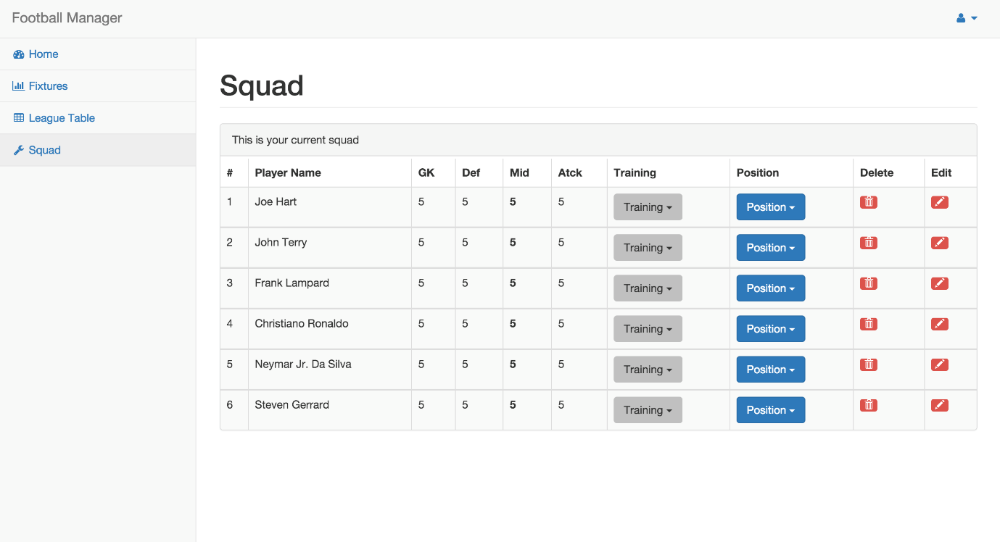 Football Manager
Home
Fixtures
League Table
Squad
Squad
This is your current squad
# Player Name GK Def Mid Atck Training Position Delete Edit
1 Joe Hart 5 5 5 5 Training Position
2 John Terry 5 5 5 5 Training Position
3 Frank Lampard 5 5 5 5 Training Position
4 Christiano Ronaldo 5 5 5 5 Training Position
5 Neymar Jr. Da Silva 5 5 5 5 Training Position
6 Steven Gerrard 5 5 5 5 Training Position